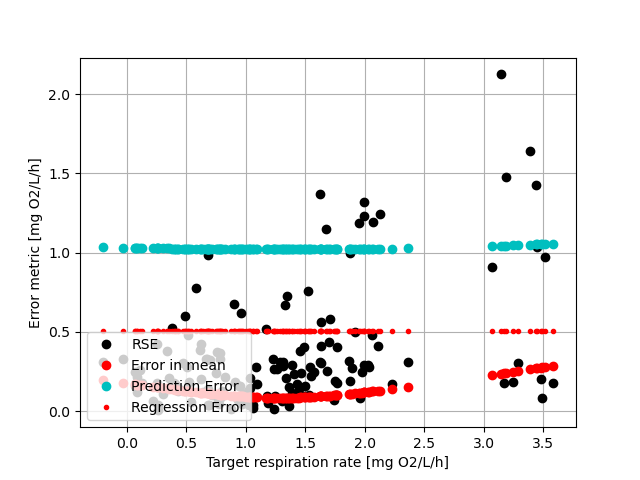 2.0
1.5
1.0
0.5
0.0
Error metric [mg O2/L/h]
RSE
Error in mean
Prediction Error
Regression Error
0.0 0.5 1.0 1.5 2.0 2.5 3.0 3.5
Target respiration rate [mg O2/L/h]